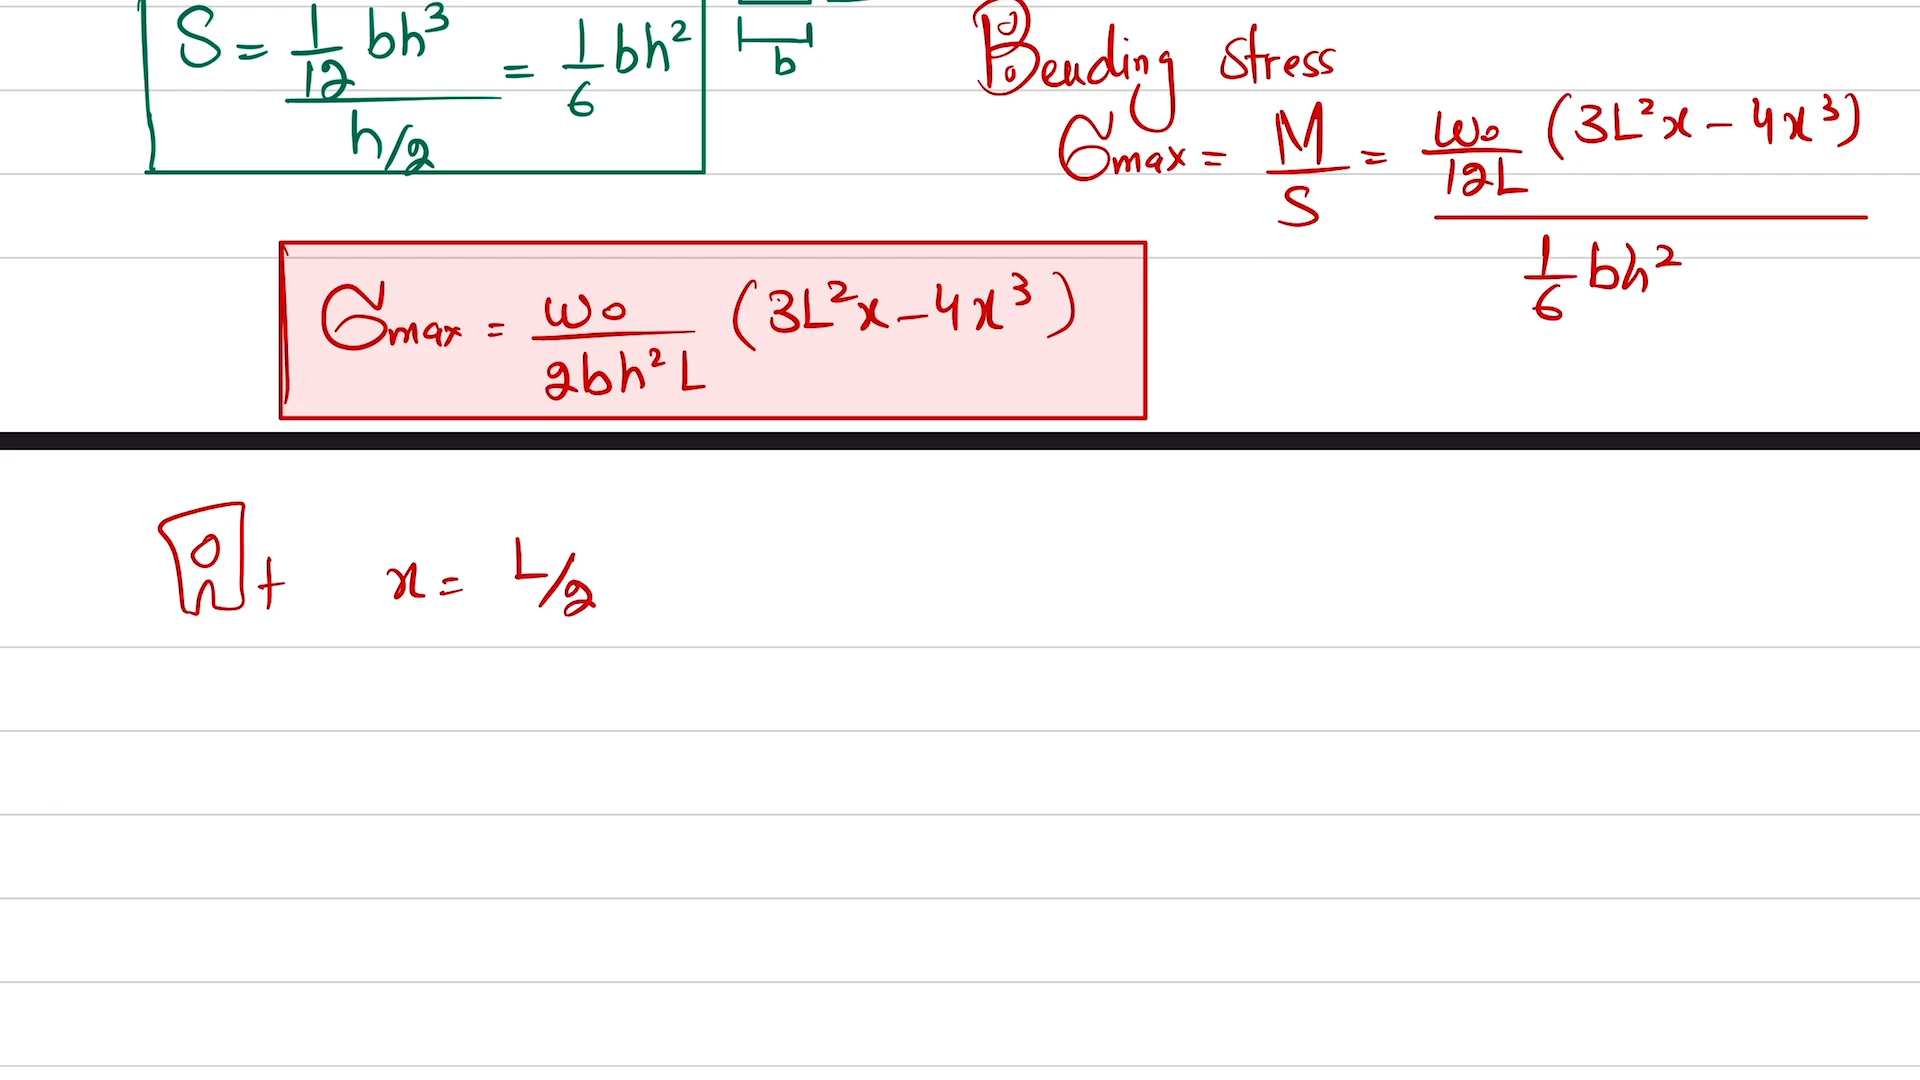 S = 1/12 bh³ / h/2 = 1/6 bh²
b
Bending Stress
σmax = M/S = w₀/12L (3L²x − 4x³) / 1/6 bh²
σmax = w₀/2bh²L (3L²x − 4x³)
At x = L/2